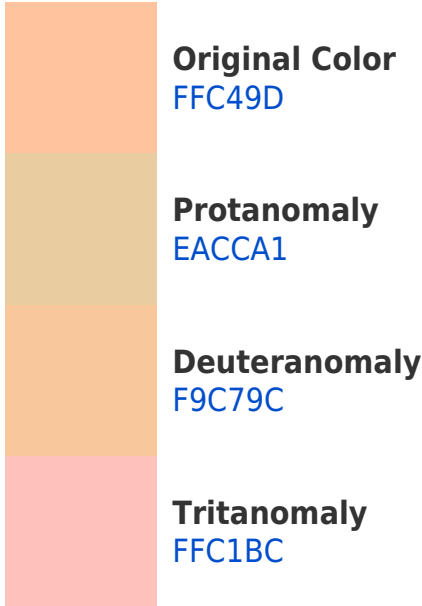 Original Color
FFC49D
Protanomaly
EACCA1
Deuteranomaly
F9C79C
Tritanomaly
FFC1BC